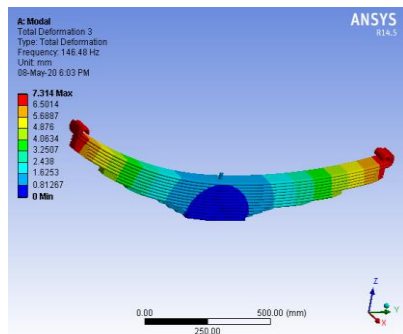 A: Modal
Total Deformation 3
Type: Total Deformation
Frequency: 146.48 Hz
Unit: mm
08-May-20 6:03 PM
7.314 Max
6.5014
5.6887
4.876
4.0634
3.2507
2.438
1.6253
0.81267
0 Min
ANSYS
R14.5
0.00
500.00 (mm)
250.00
Z
Y
X